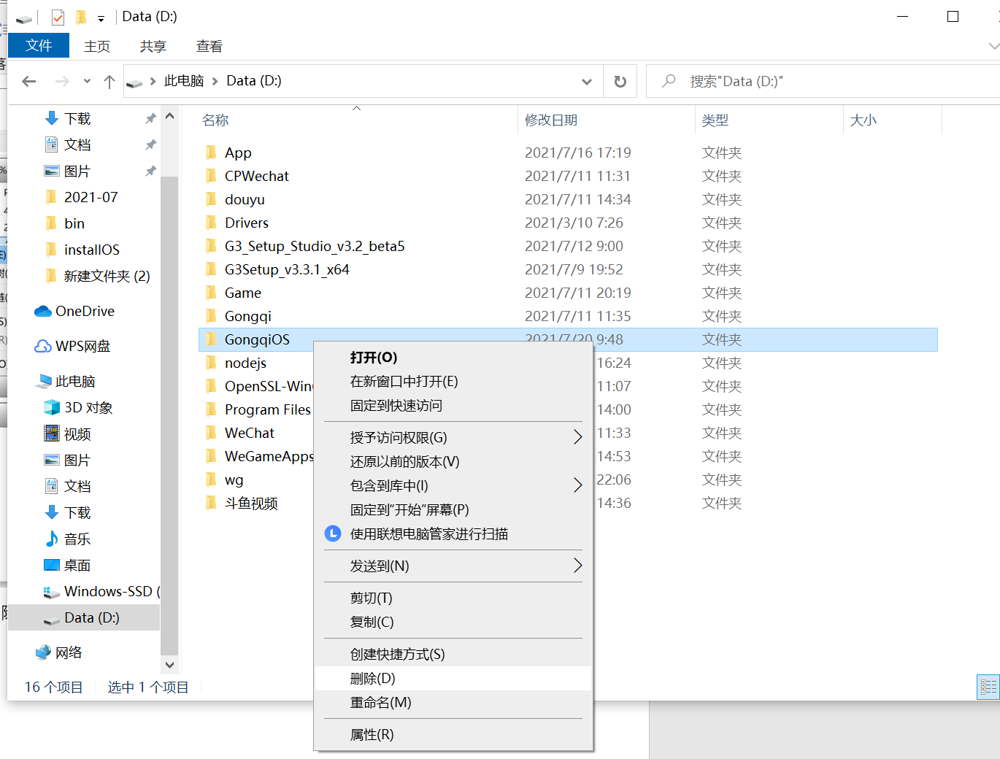 Data (D:)
文件 主页 共享 查看
此电脑 Data (D:) 搜索"Data (D:)"
名称 修改日期 类型 大小
下载
文档
图片
2021-07
bin
installOS
新建文件夹 (2)
OneDrive
WPS网盘
此电脑
3D 对象
视频
图片
文档
下载
音乐
桌面
Windows-SSD (
Data (D:)
网络
App 2021/7/16 17:19 文件夹
CPWechat 2021/7/11 11:31 文件夹
douyu 2021/7/11 14:34 文件夹
Drivers 2021/3/10 7:26 文件夹
G3_Setup_Studio_v3.2_beta5 2021/7/12 9:00 文件夹
G3Setup_v3.3.1_x64 2021/7/9 19:52 文件夹
Game 2021/7/11 20:19 文件夹
Gongqi 2021/7/11 11:35 文件夹
GongqiOS 2021/7/20 9:48 文件夹
nodejs 16:24 文件夹
OpenSSL-Win 11:07 文件夹
Program Files 14:00 文件夹
WeChat 11:33 文件夹
WeGameApps 14:53 文件夹
wg 22:06 文件夹
斗鱼视频 14:36 文件夹
打开(O)
在新窗口中打开(E)
固定到快速访问
授予访问权限(G)
还原以前的版本(V)
包含到库中(I)
固定到“开始”屏幕(P)
使用联想电脑管家进行扫描
发送到(N)
剪切(T)
复制(C)
创建快捷方式(S)
删除(D)
重命名(M)
属性(R)
16 个项目 选中 1 个项目